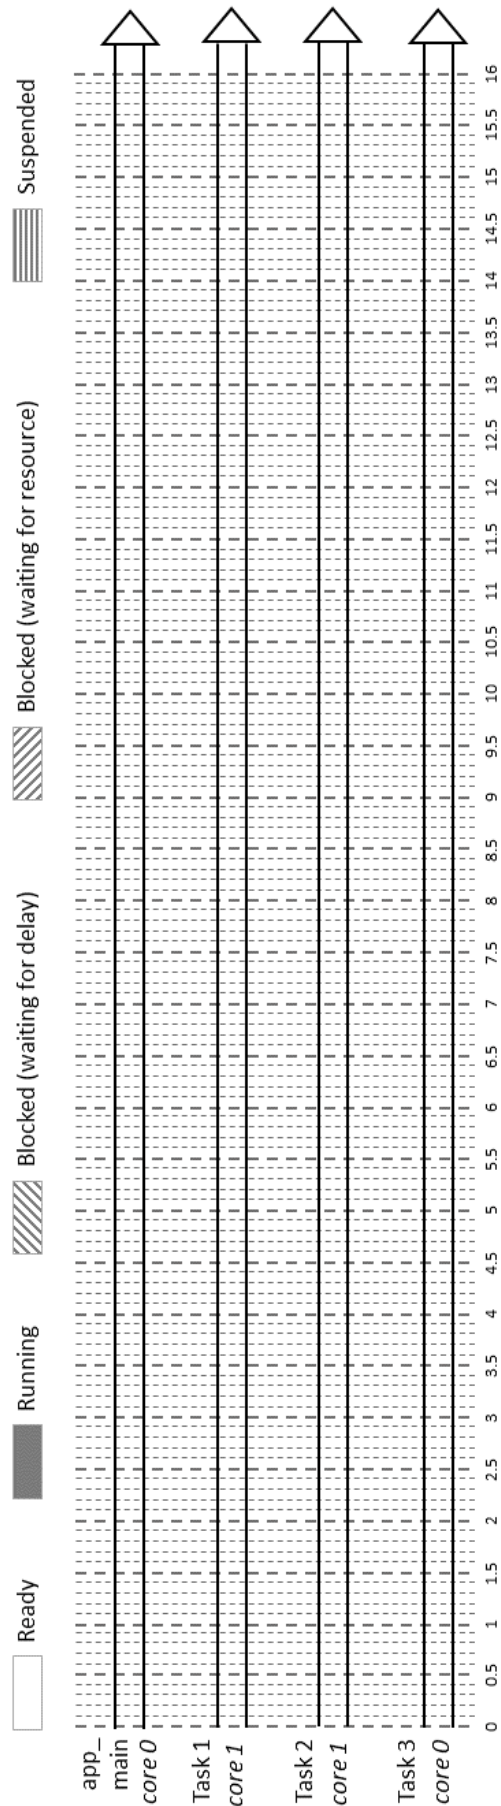 Ready Running Blocked (waiting for delay) Blocked (waiting for resource) Suspended
app_
main
core 0
Task 1
core 1
Task 2
core 1
Task 3
core 0
0 0.5 1 1.5 2 2.5 3 3.5 4 4.5 5 5.5 6 6.5 7 7.5 8 8.5 9 9.5 10 10.5 11 11.5 12 12.5 13 13.5 14 14.5 15 15.5 16